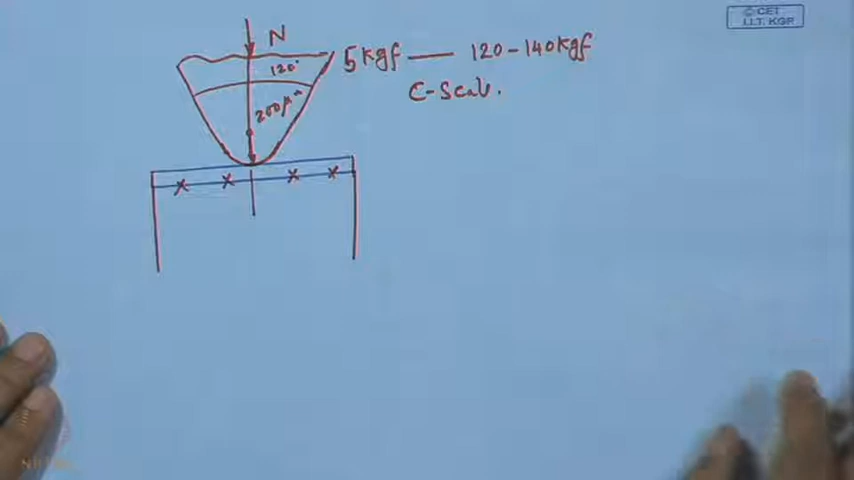 © CET
I.I.T. KGP
N
5kgf — 120-140kgf
120°
C-Scale.
200μm